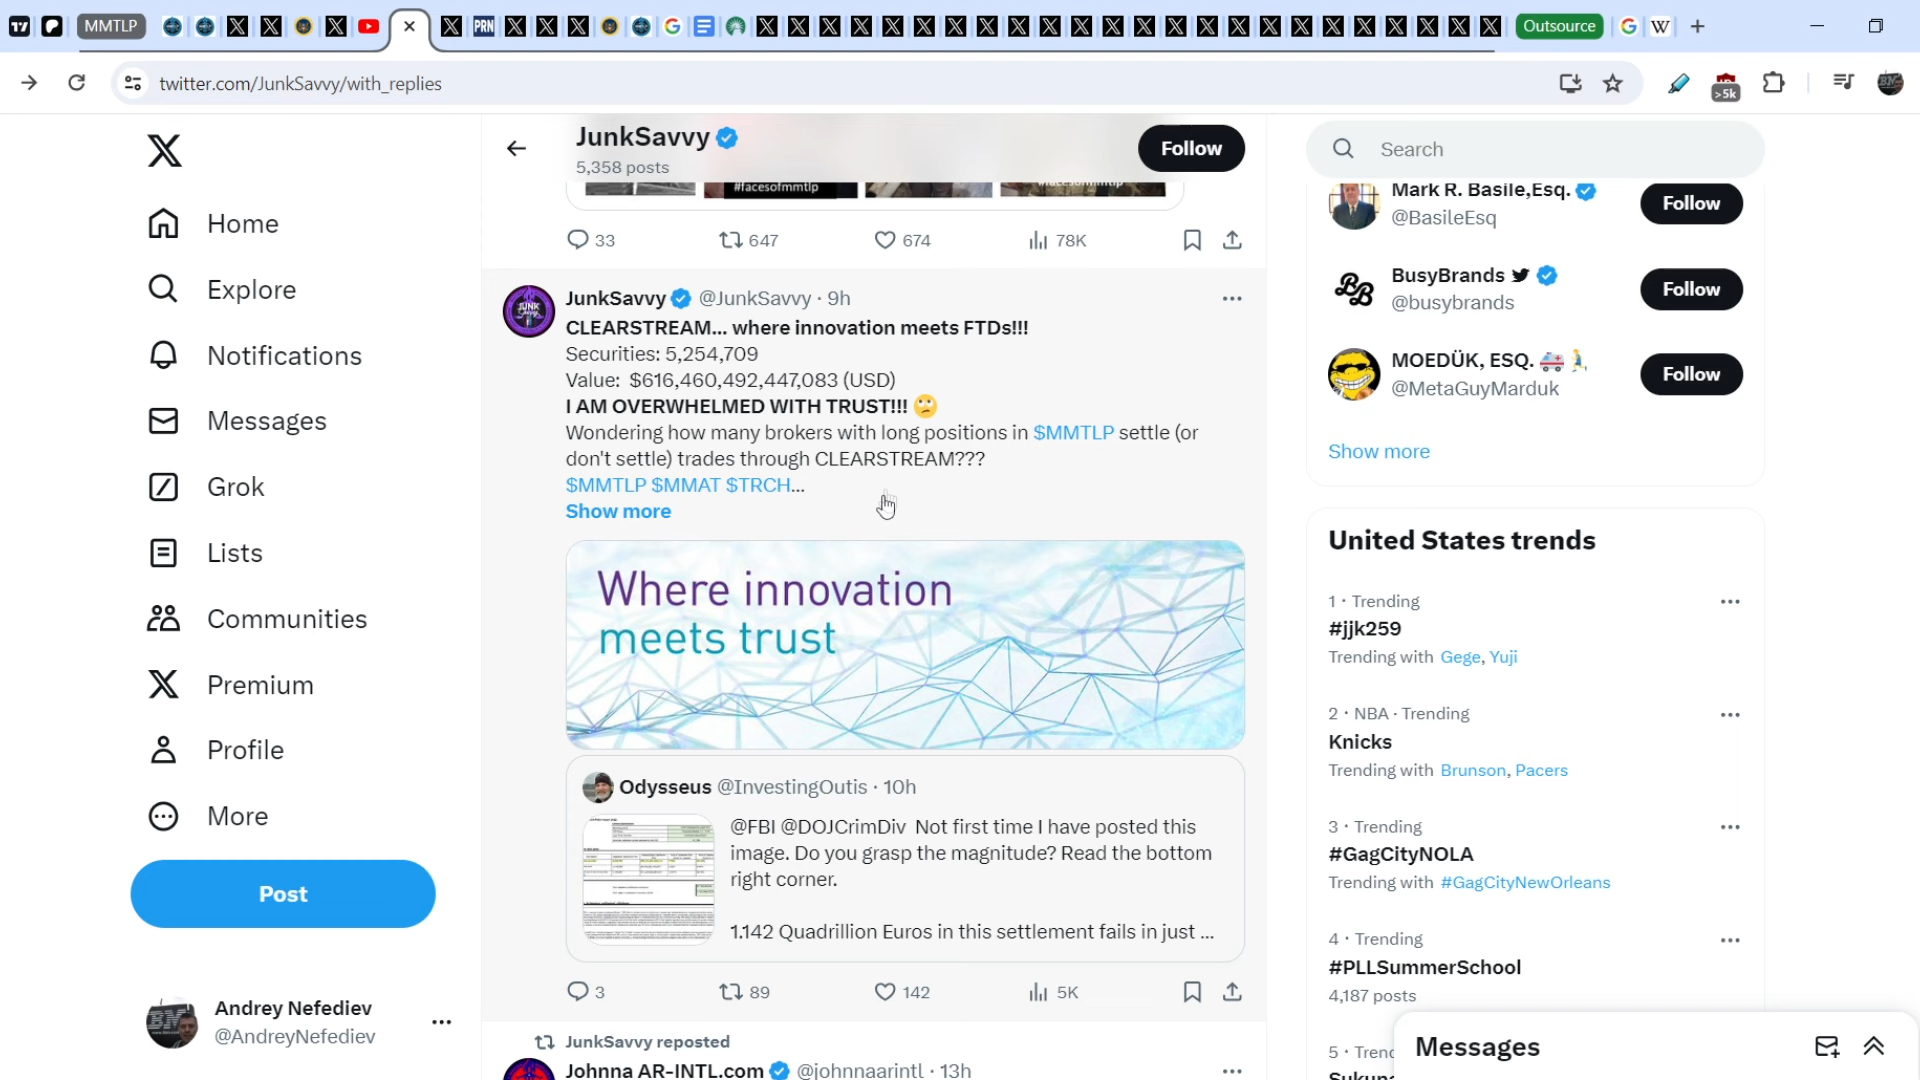 MMTLP
PRN
Outsource
twitter.com/JunkSavvy/with_replies
>5k
Home
Explore
Notifications
Messages
Grok
Lists
Communities
Premium
Profile
More
Post
Andrey Nefediev
@AndreyNefediev
JunkSavvy
5,358 posts
Follow
#facesofmmtlp
#facesofmmtlp
33 647 674 78K
JunkSavvy @JunkSavvy · 9h
CLEARSTREAM... where innovation meets FTDs!!!
Securities: 5,254,709
Value: $616,460,492,447,083 (USD)
I AM OVERWHELMED WITH TRUST!!! 🙄
Wondering how many brokers with long positions in $MMTLP settle (or
don't settle) trades through CLEARSTREAM???
$MMTLP $MMAT $TRCH...
Show more
Where innovation
meets trust
Odysseus @InvestingOutis · 10h
@FBI @DOJCrimDiv Not first time I have posted this
image. Do you grasp the magnitude? Read the bottom
right corner.
1.142 Quadrillion Euros in this settlement fails in just ...
3 89 142 5K
JunkSavvy reposted
Johnna AR-INTL.com @johnnaarintl · 13h
Search
Mark R. Basile,Esq.
@BasileEsq
Follow
BusyBrands
@busybrands
Follow
MOEDÜK, ESQ. 🚑🏃
@MetaGuyMarduk
Follow
Show more
United States trends
1 · Trending
#jjk259
Trending with Gege, Yuji
2 · NBA · Trending
Knicks
Trending with Brunson, Pacers
3 · Trending
#GagCityNOLA
Trending with #GagCityNewOrleans
4 · Trending
#PLLSummerSchool
4,187 posts
5 · Trend
Messages